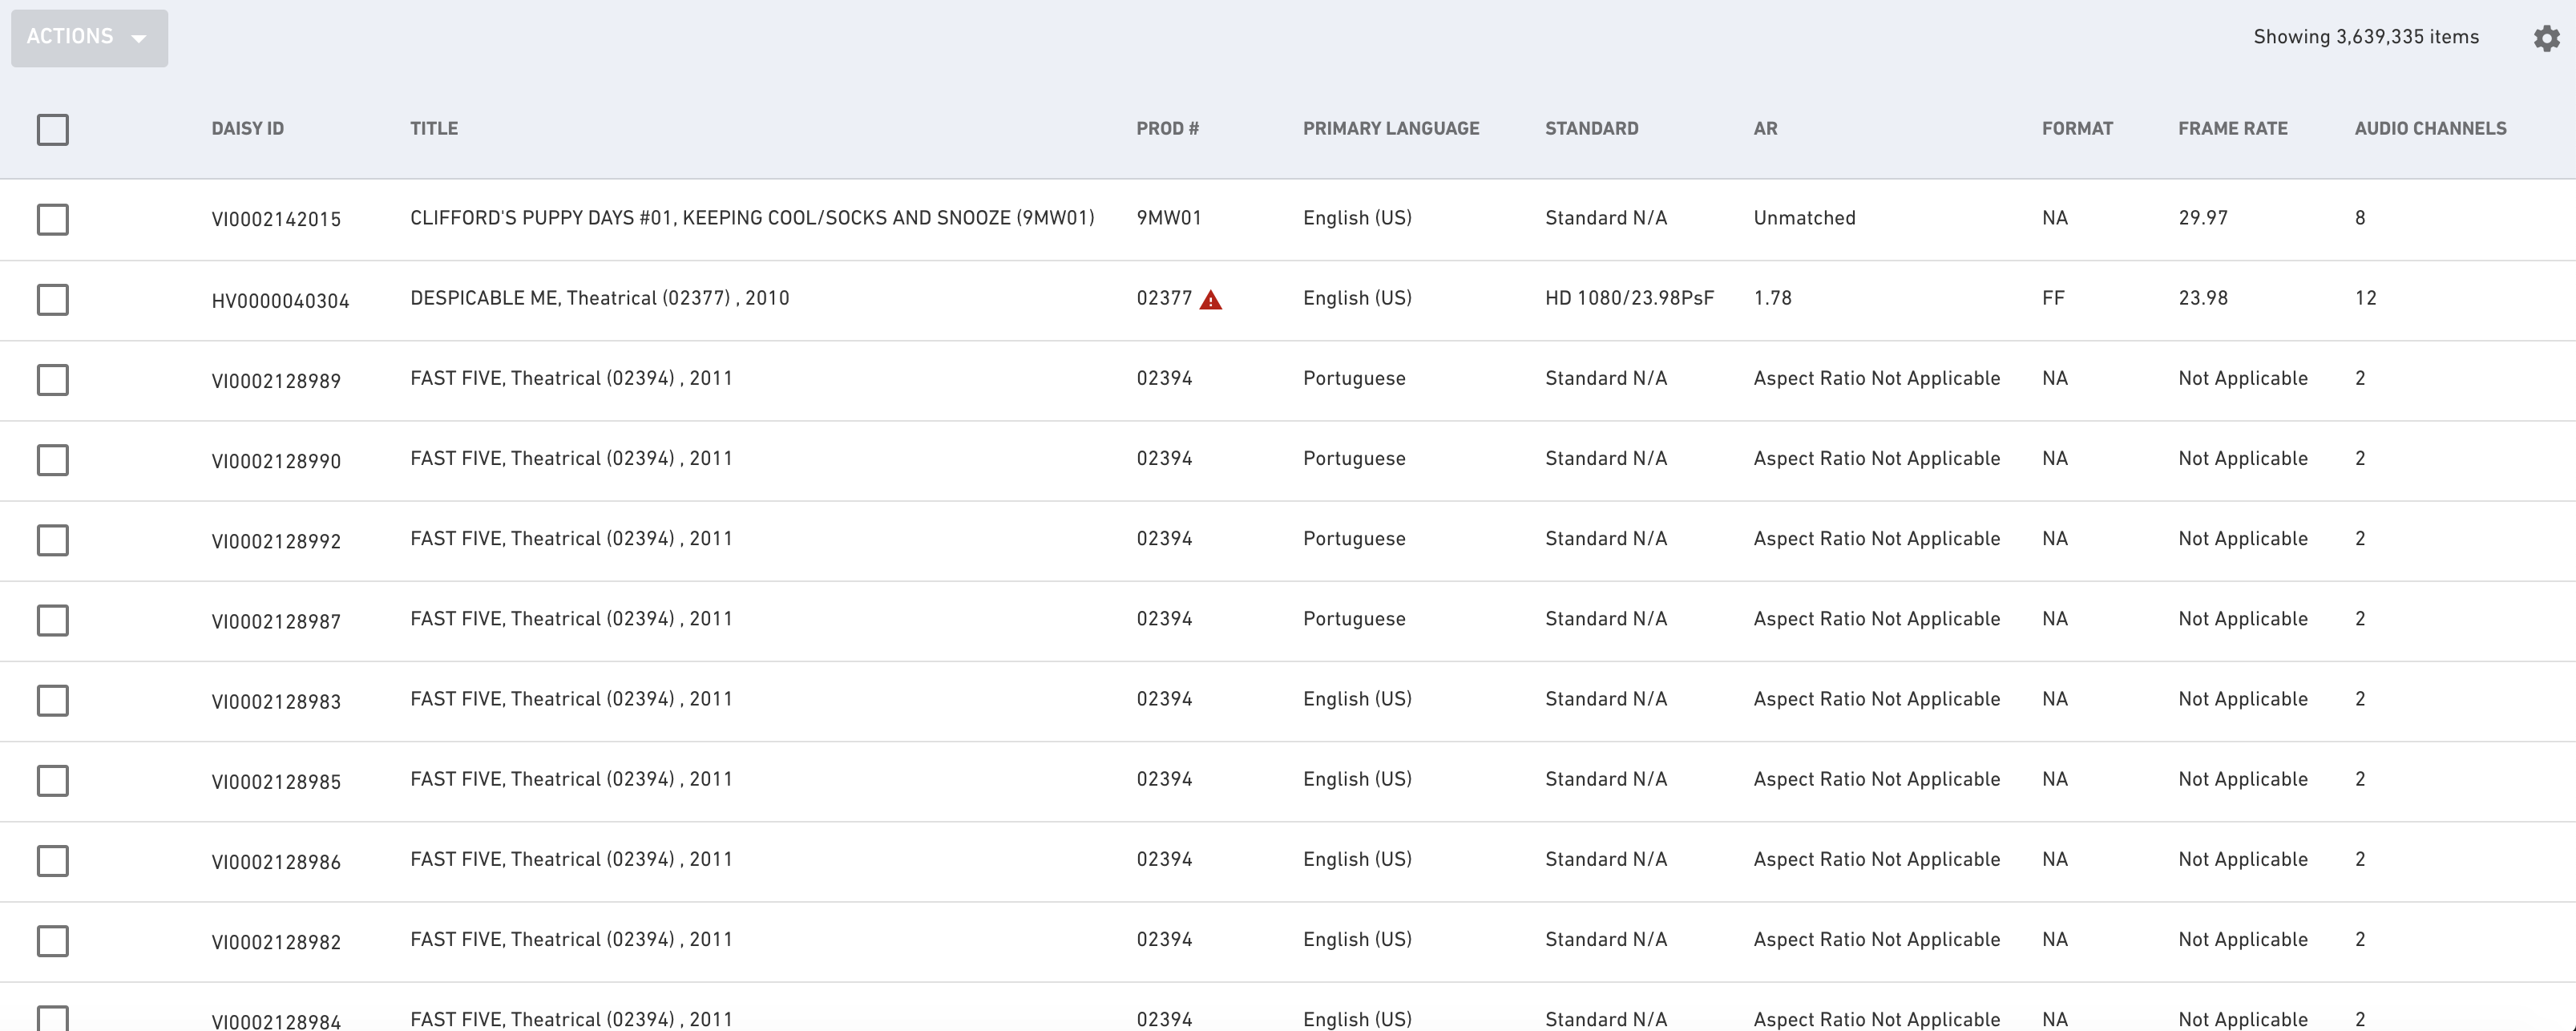 ACTIONS
Showing 3,639,335 items
DAISY ID TITLE PROD # PRIMARY LANGUAGE STANDARD AR FORMAT FRAME RATE AUDIO CHANNELS
VI0002142015 CLIFFORD'S PUPPY DAYS #01, KEEPING COOL/SOCKS AND SNOOZE (9MW01) 9MW01 English (US) Standard N/A Unmatched NA 29.97 8
HV0000040304 DESPICABLE ME, Theatrical (02377) , 2010 02377 English (US) HD 1080/23.98PsF 1.78 FF 23.98 12
VI0002128989 FAST FIVE, Theatrical (02394) , 2011 02394 Portuguese Standard N/A Aspect Ratio Not Applicable NA Not Applicable 2
VI0002128990 FAST FIVE, Theatrical (02394) , 2011 02394 Portuguese Standard N/A Aspect Ratio Not Applicable NA Not Applicable 2
VI0002128992 FAST FIVE, Theatrical (02394) , 2011 02394 Portuguese Standard N/A Aspect Ratio Not Applicable NA Not Applicable 2
VI0002128987 FAST FIVE, Theatrical (02394) , 2011 02394 Portuguese Standard N/A Aspect Ratio Not Applicable NA Not Applicable 2
VI0002128983 FAST FIVE, Theatrical (02394) , 2011 02394 English (US) Standard N/A Aspect Ratio Not Applicable NA Not Applicable 2
VI0002128985 FAST FIVE, Theatrical (02394) , 2011 02394 English (US) Standard N/A Aspect Ratio Not Applicable NA Not Applicable 2
VI0002128986 FAST FIVE, Theatrical (02394) , 2011 02394 English (US) Standard N/A Aspect Ratio Not Applicable NA Not Applicable 2
VI0002128982 FAST FIVE, Theatrical (02394) , 2011 02394 English (US) Standard N/A Aspect Ratio Not Applicable NA Not Applicable 2
VI0002128984 FAST FIVE, Theatrical (02394) , 2011 02394 English (US) Standard N/A Aspect Ratio Not Applicable NA Not Applicable 2